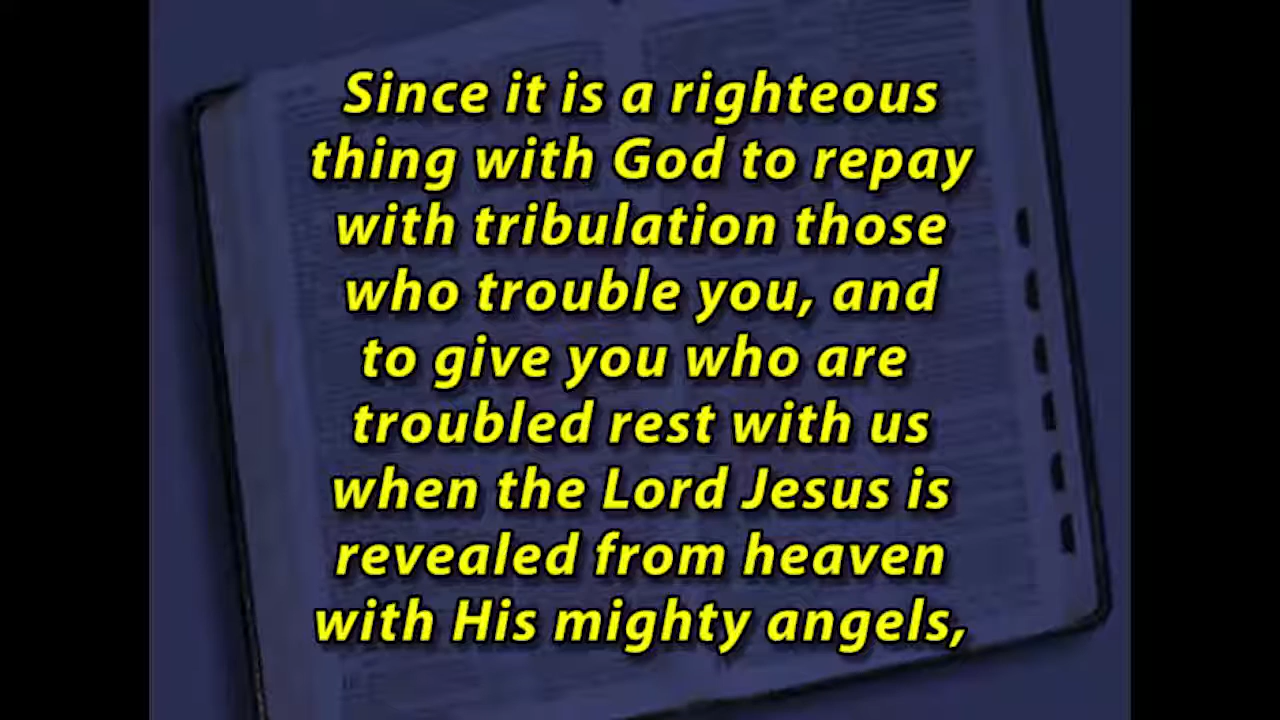 Since it is a righteous
thing with God to repay
with tribulation those
who trouble you, and
to give you who are
troubled rest with us
when the Lord Jesus is
revealed from heaven
with His mighty angels,